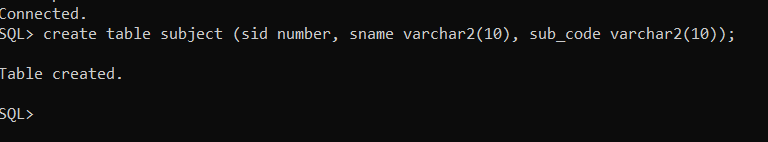 Connected.
SQL> create table subject (sid number, sname varchar2(10), sub_code varchar2(10));
Table created.
SQL>